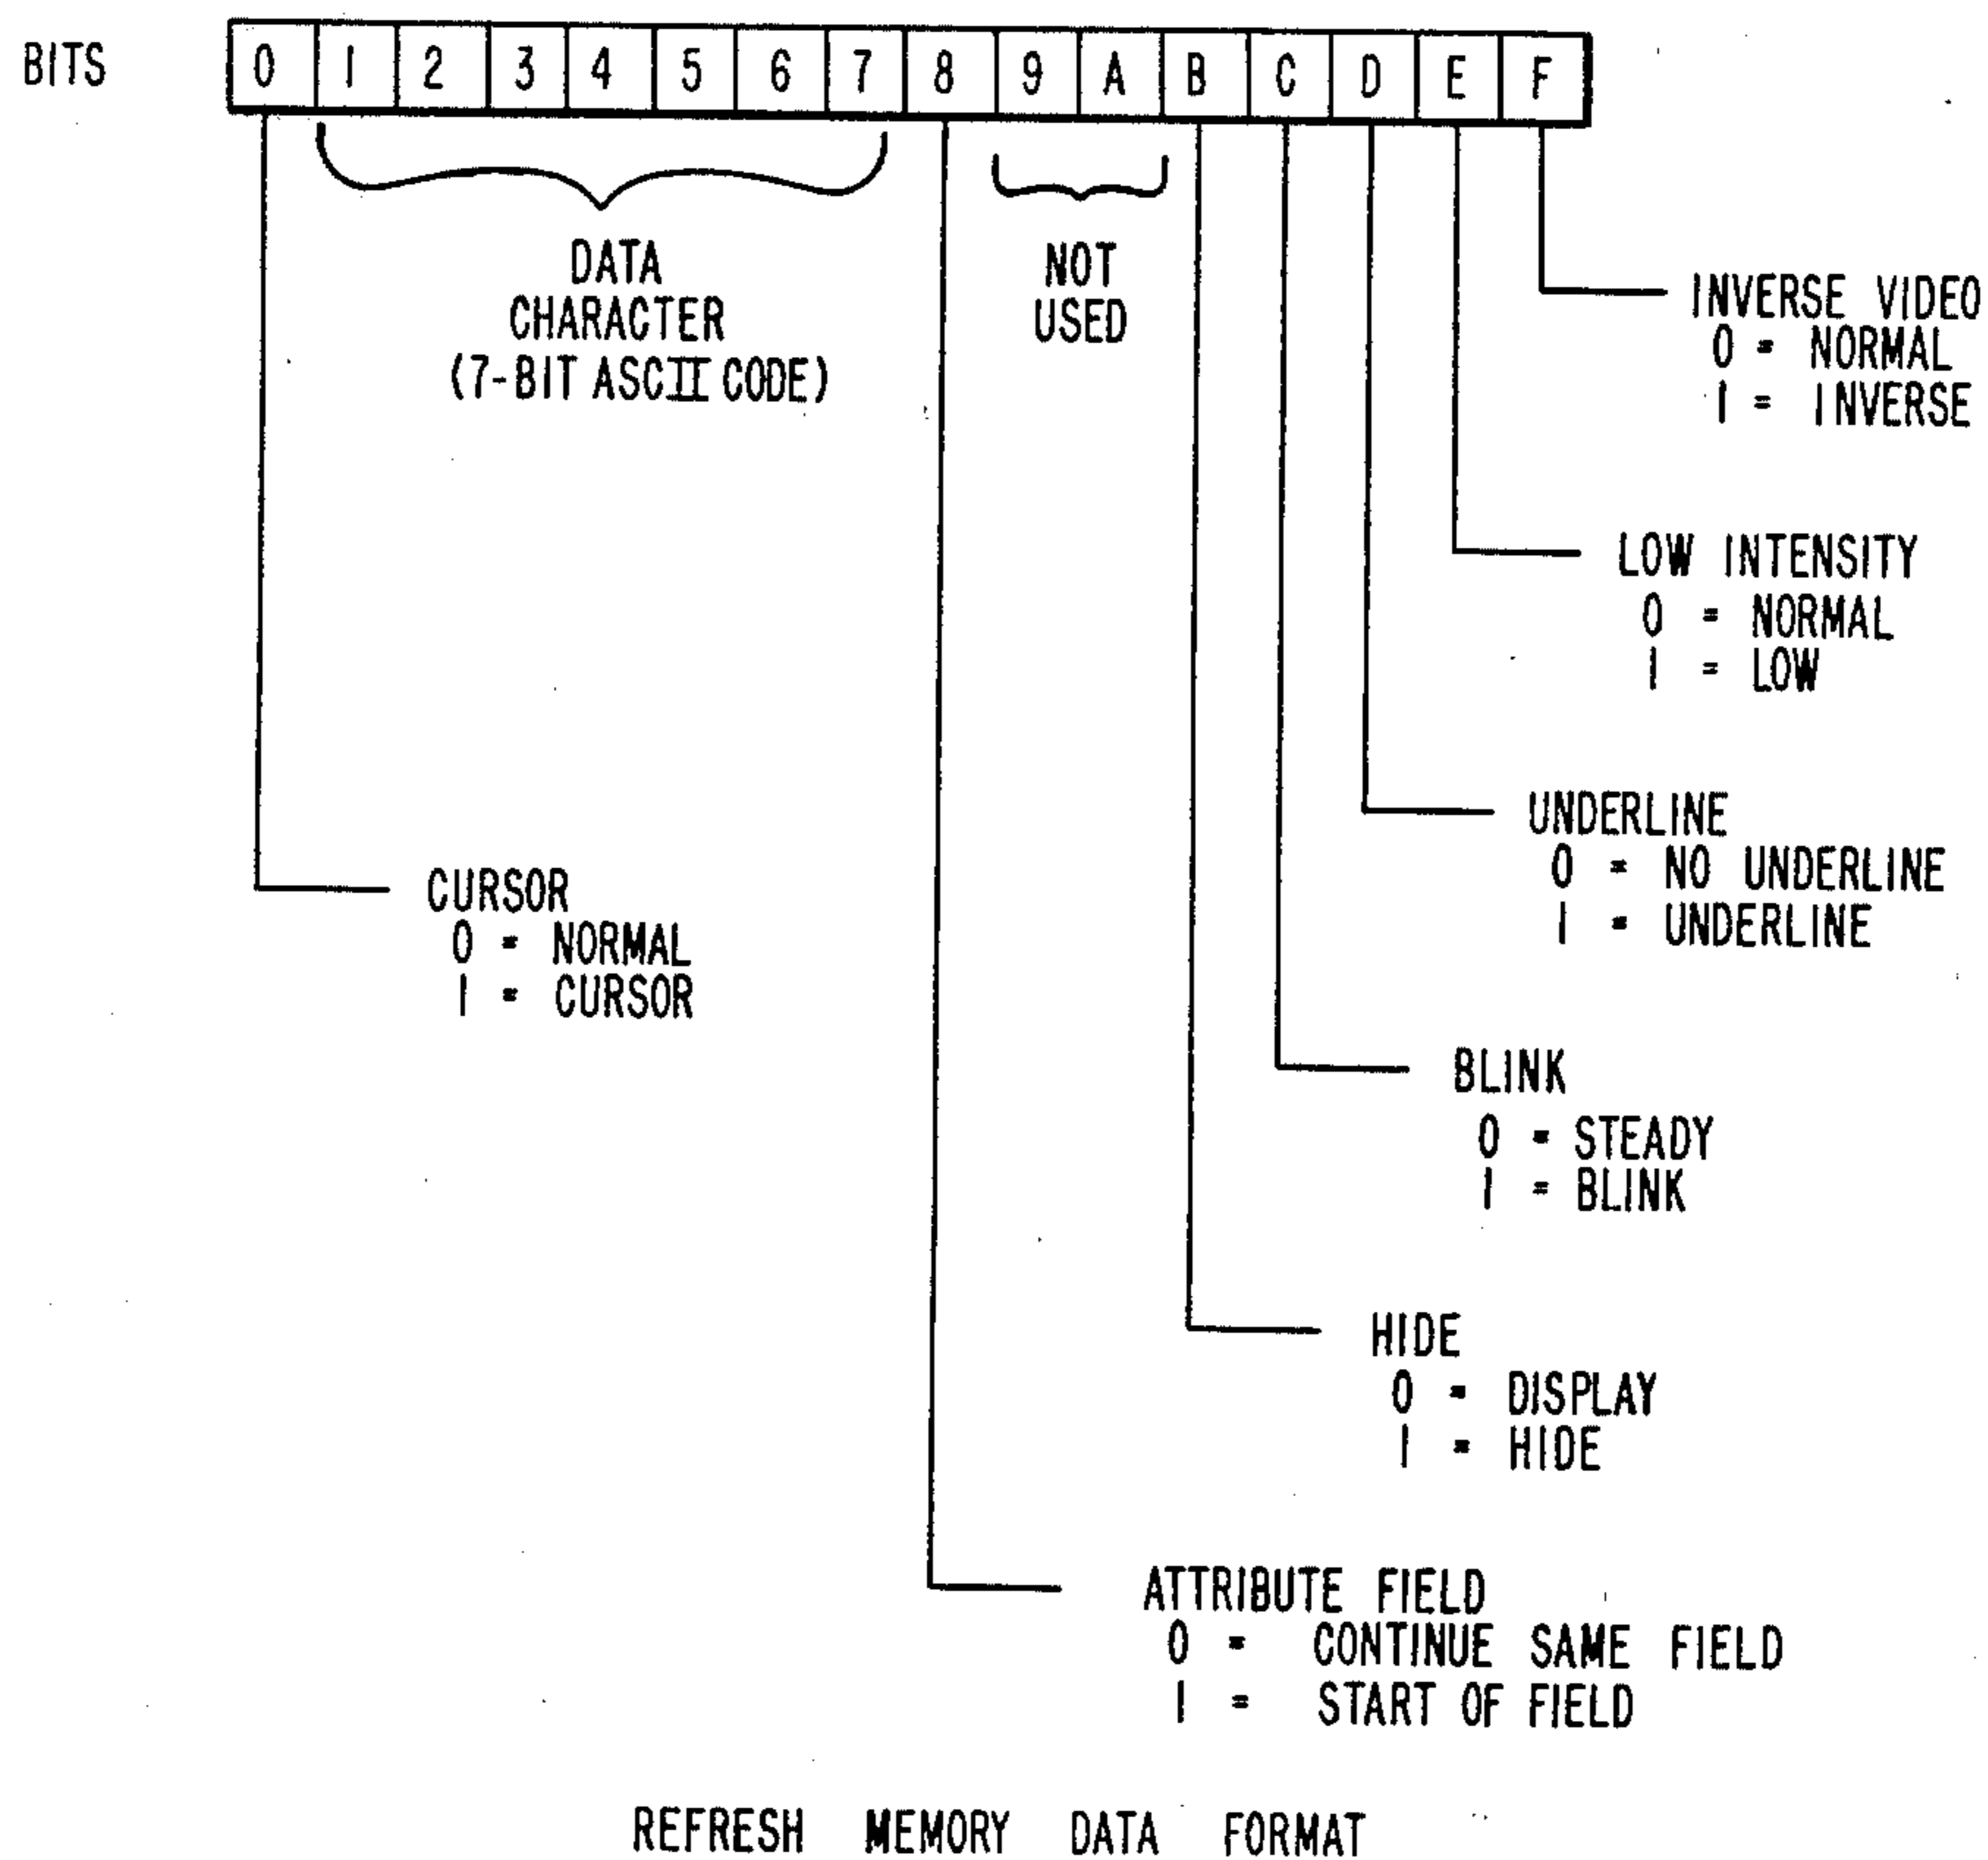 BITS 0 1 2 3 4 5 6 7 8 9 A B C D E F
DATA
CHARACTER
(7-BIT ASCII CODE)
NOT
USED
INVERSE VIDEO
0 = NORMAL
1 = INVERSE
LOW INTENSITY
0 = NORMAL
1 = LOW
UNDERLINE
0 = NO UNDERLINE
1 = UNDERLINE
CURSOR
0 = NORMAL
1 = CURSOR
BLINK
0 = STEADY
1 = BLINK
HIDE
0 = DISPLAY
1 = HIDE
ATTRIBUTE FIELD
0 = CONTINUE SAME FIELD
1 = START OF FIELD
REFRESH MEMORY DATA FORMAT